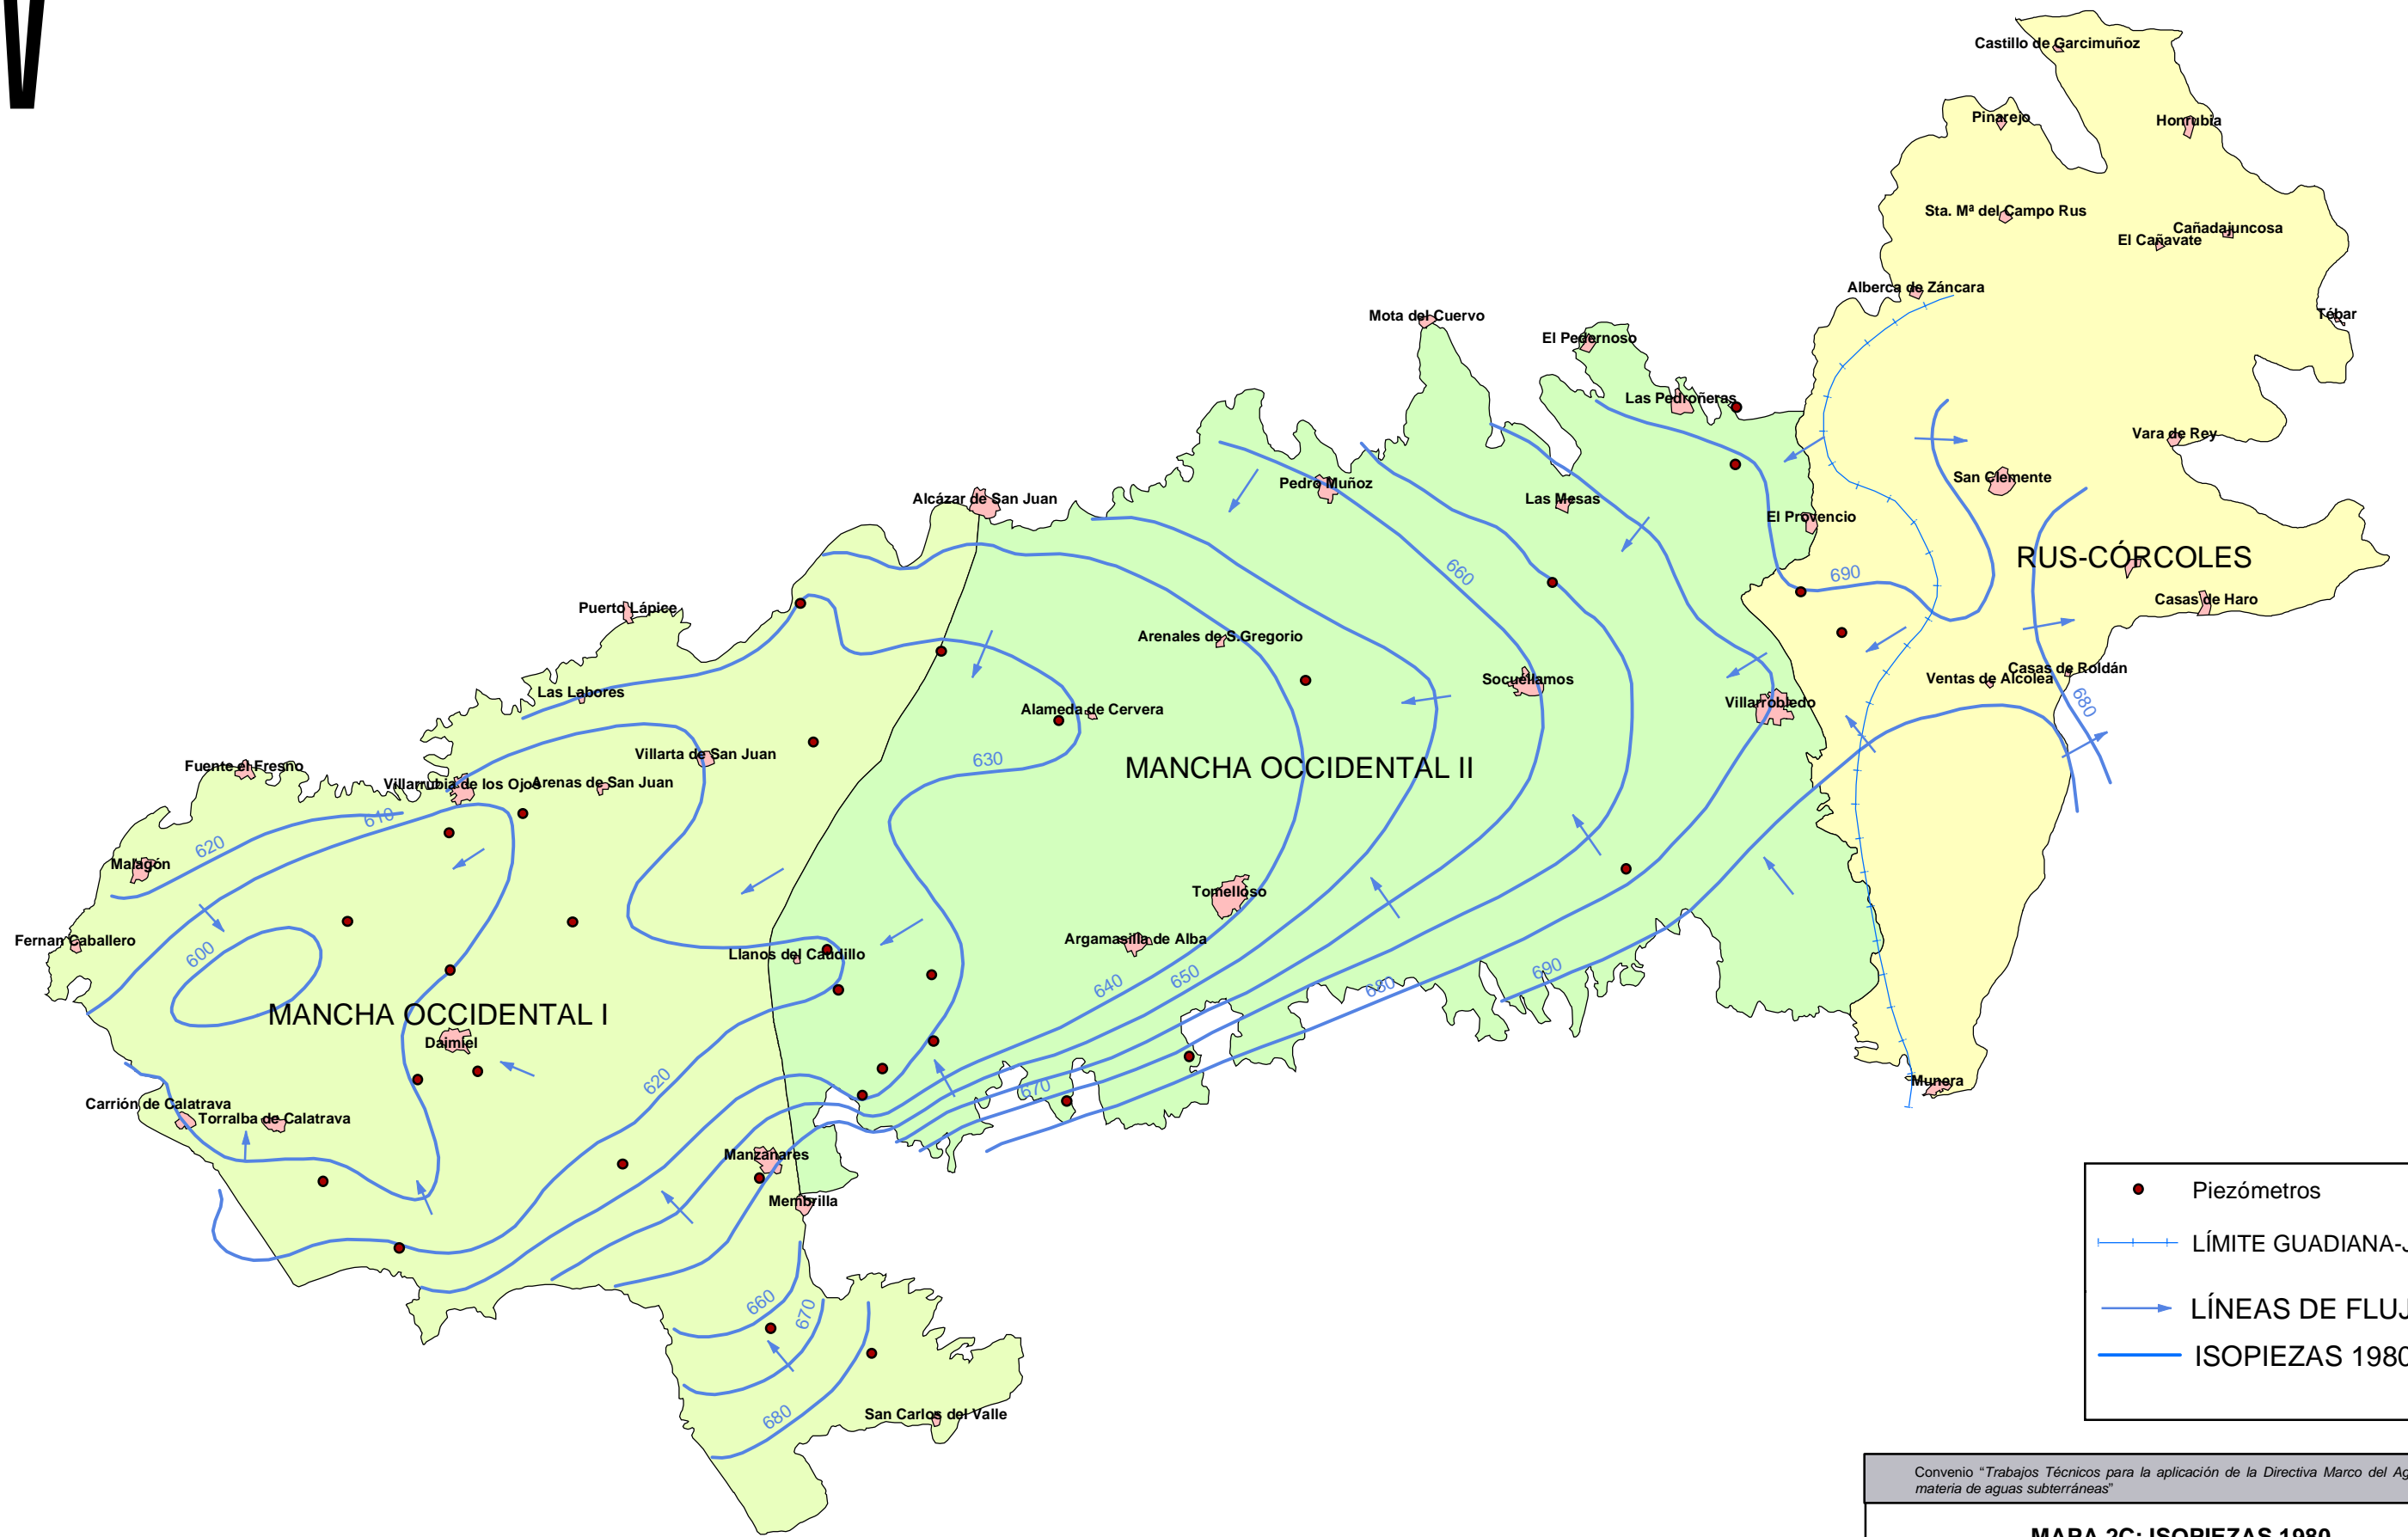 Castillo de Garcimuñoz
Pinarejo
Honrubia
Sta. Mª del Campo Rus
Cañadajuncosa
El Cañavate
Alberca de Záncara
Tébar
Mota del Cuervo
El Pedernoso
Las Pedroñeras
Vara de Rey
San Clemente
Pedro Muñoz
Las Mesas
Alcázar de San Juan
El Provencio
RUS-CÓRCOLES
660
690
Casas de Haro
Puerto Lápice
Arenales de S.Gregorio
Casas de Roldán
Ventas de Alcolea
Socuéllamos
Las Labores
Villarrobledo
680
Alameda de Cervera
Villarta de San Juan
630
MANCHA OCCIDENTAL II
Fuente el Fresno
Villarrubia de los Ojos
Arenas de San Juan
610
620
Malagón
Tomelloso
Fernan Caballero
Argamasilla de Alba
600
Llanos del Caudillo
640
650
680
690
MANCHA OCCIDENTAL I
Daimiel
620
670
Munera
Carrión de Calatrava
Torralba de Calatrava
Manzanares
Membrilla
660
670
680
San Carlos del Valle
Piezómetros
LÍMITE GUADIANA-J
LÍNEAS DE FLUJ
ISOPIEZAS 1980
Convenio “Trabajos Técnicos para la aplicación de la Directiva Marco del Ag
materia de aguas subterráneas”
MAPA 2C: ISOPIEZAS 1980